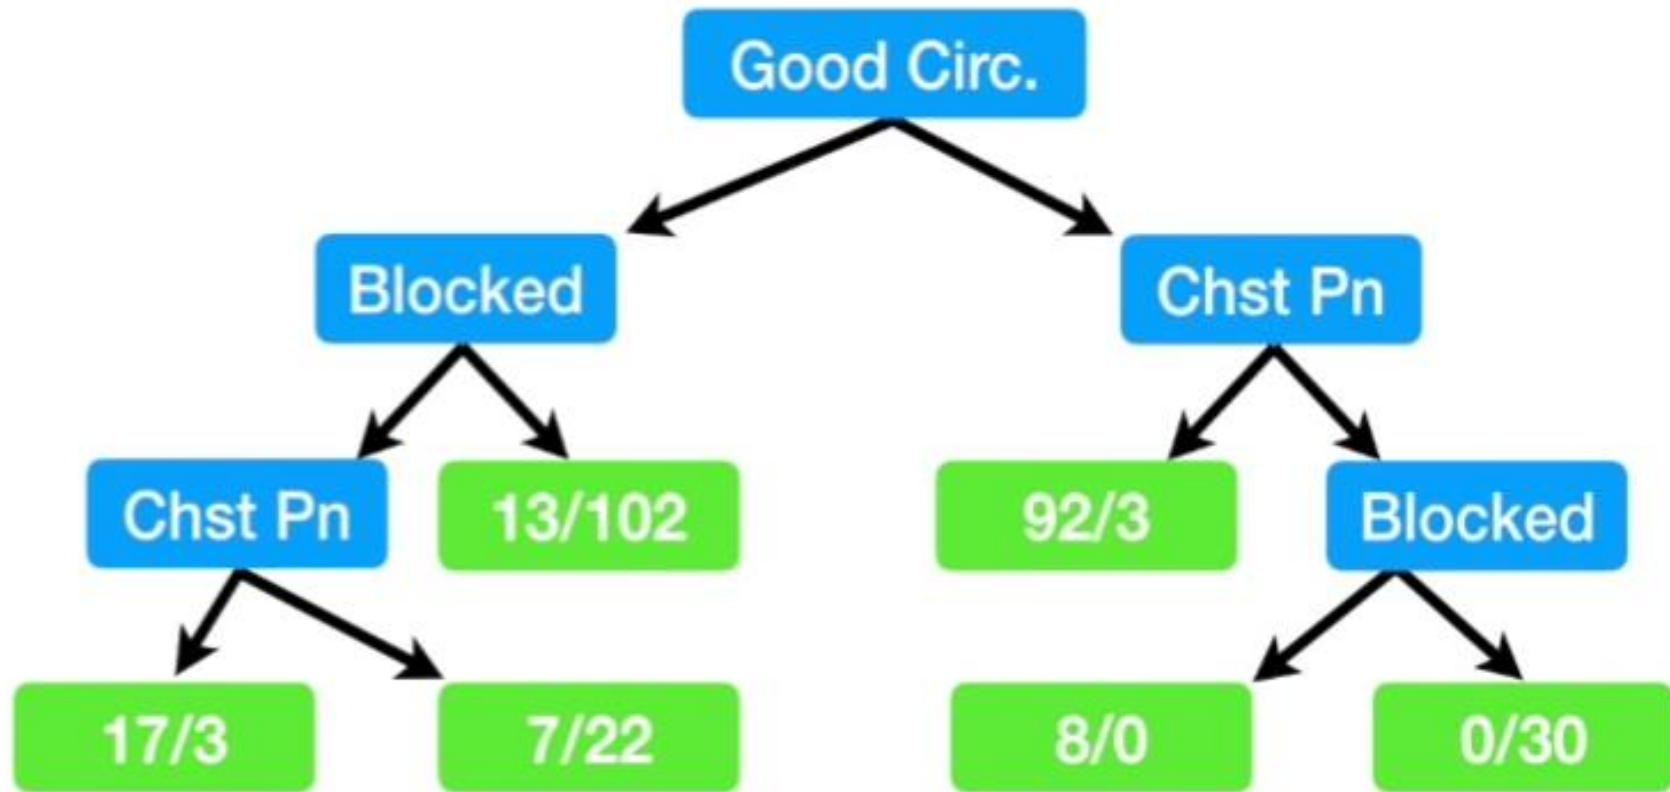 Good Circ.
Blocked
Chst Pn
Chst Pn
13/102
92/3
Blocked
17/3
7/22
8/0
0/30